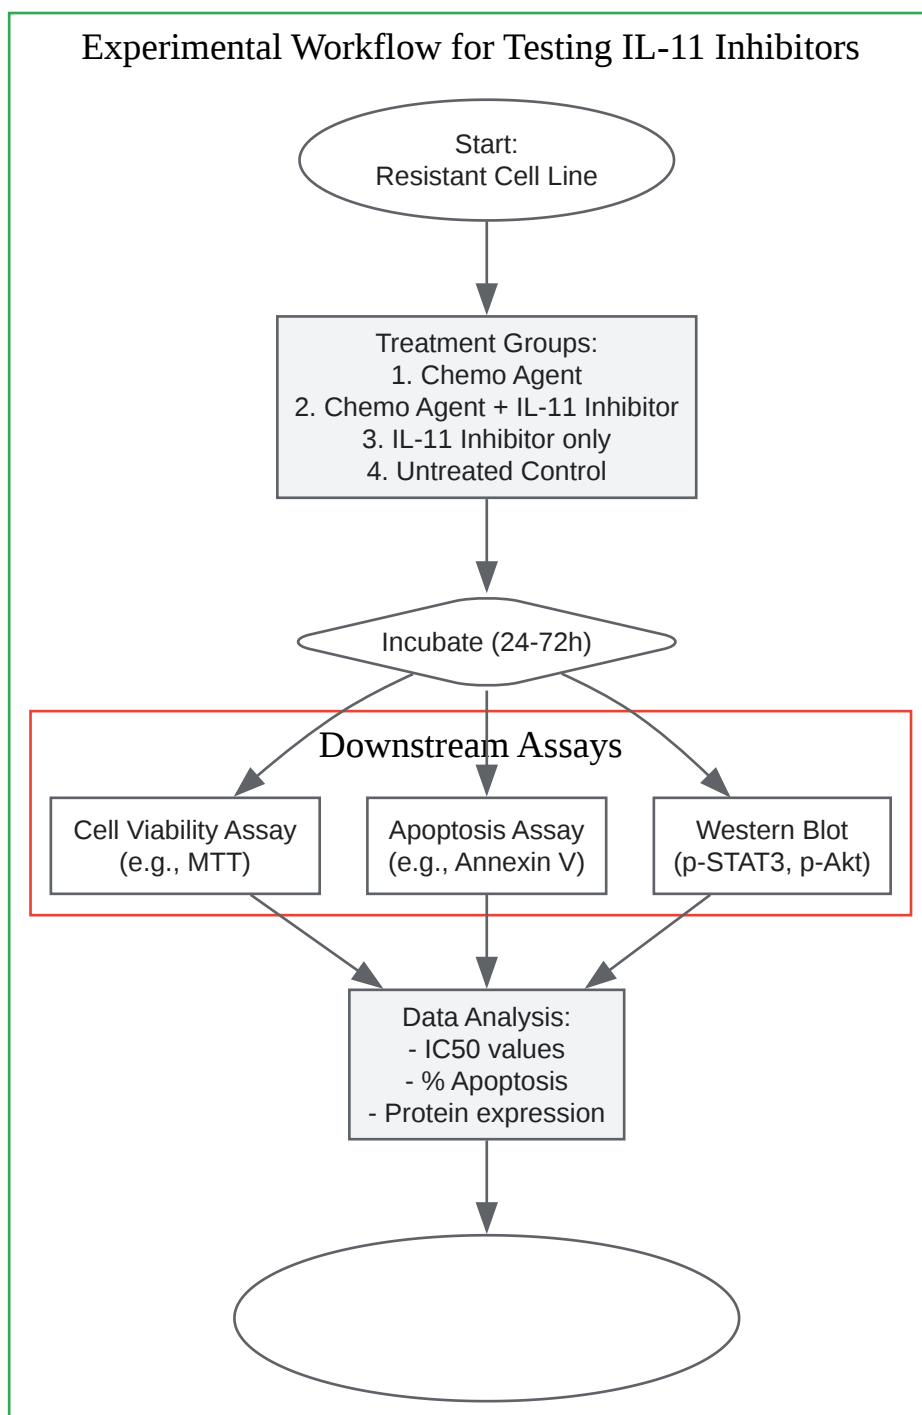 Experimental Workflow for Testing IL-11 Inhibitors
Start:
Resistant Cell Line
Treatment Groups:
1. Chemo Agent
2. Chemo Agent + IL-11 Inhibitor
3. IL-11 Inhibitor only
4. Untreated Control
Incubate (24-72h)
Downstream Assays
Cell Viability Assay
(e.g., MTT)
Apoptosis Assay
(e.g., Annexin V)
Western Blot
(p-STAT3, p-Akt)
Data Analysis:
- IC50 values
- % Apoptosis
- Protein expression